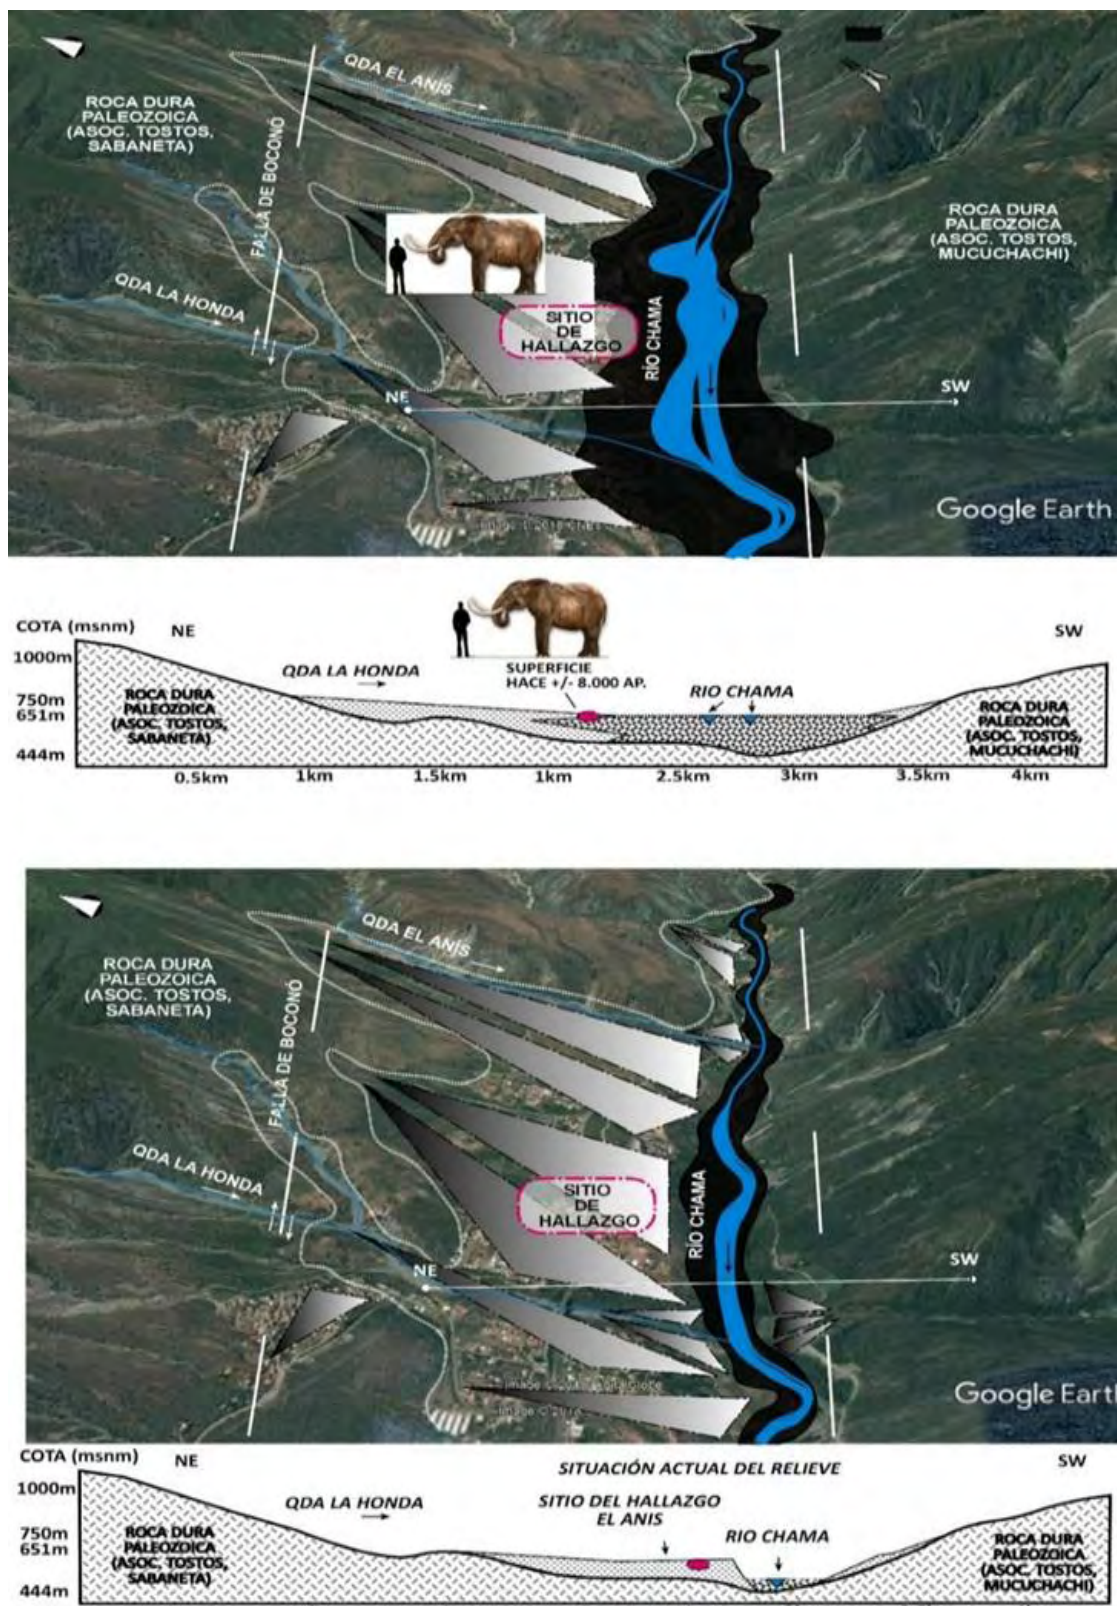 QDA EL ANÍS
ROCA DURA
PALEOZOICA
(ASOC. TOSTOS,
SABANETA)
FALLA DE BOCONÓ
QDA LA HONDA
SITIO
DE
HALLAZGO
RÍO CHAMA
ROCA DURA
PALEOZOICA
(ASOC. TOSTOS,
MUCUCHACHI)
NE
SW
Google Earth
COTA (msnm)
NE
SW
1000m
750m
651m
444m
QDA LA HONDA
SUPERFICIE
HACE +/- 8.000 AP.
RIO CHAMA
ROCA DURA
PALEOZOICA
(ASOC. TOSTOS,
SABANETA)
ROCA DURA
PALEOZOICA
(ASOC. TOSTOS,
MUCUCHACHI)
0.5km
1km
1.5km
1km
2.5km
3km
3.5km
4km
QDA EL ANÍS
ROCA DURA
PALEOZOICA
(ASOC. TOSTOS,
SABANETA)
FALLA DE BOCONÓ
QDA LA HONDA
SITIO
DE
HALLAZGO
RÍO CHAMA
NE
SW
Google Earth
COTA (msnm)
NE
SW
SITUACIÓN ACTUAL DEL RELIEVE
1000m
750m
651m
444m
QDA LA HONDA
SITIO DEL HALLAZGO
EL ANIS
RIO CHAMA
ROCA DURA
PALEOZOICA
(ASOC. TOSTOS,
SABANETA)
ROCA DURA
PALEOZOICA
(ASOC. TOSTOS,
MUCUCHACHI)